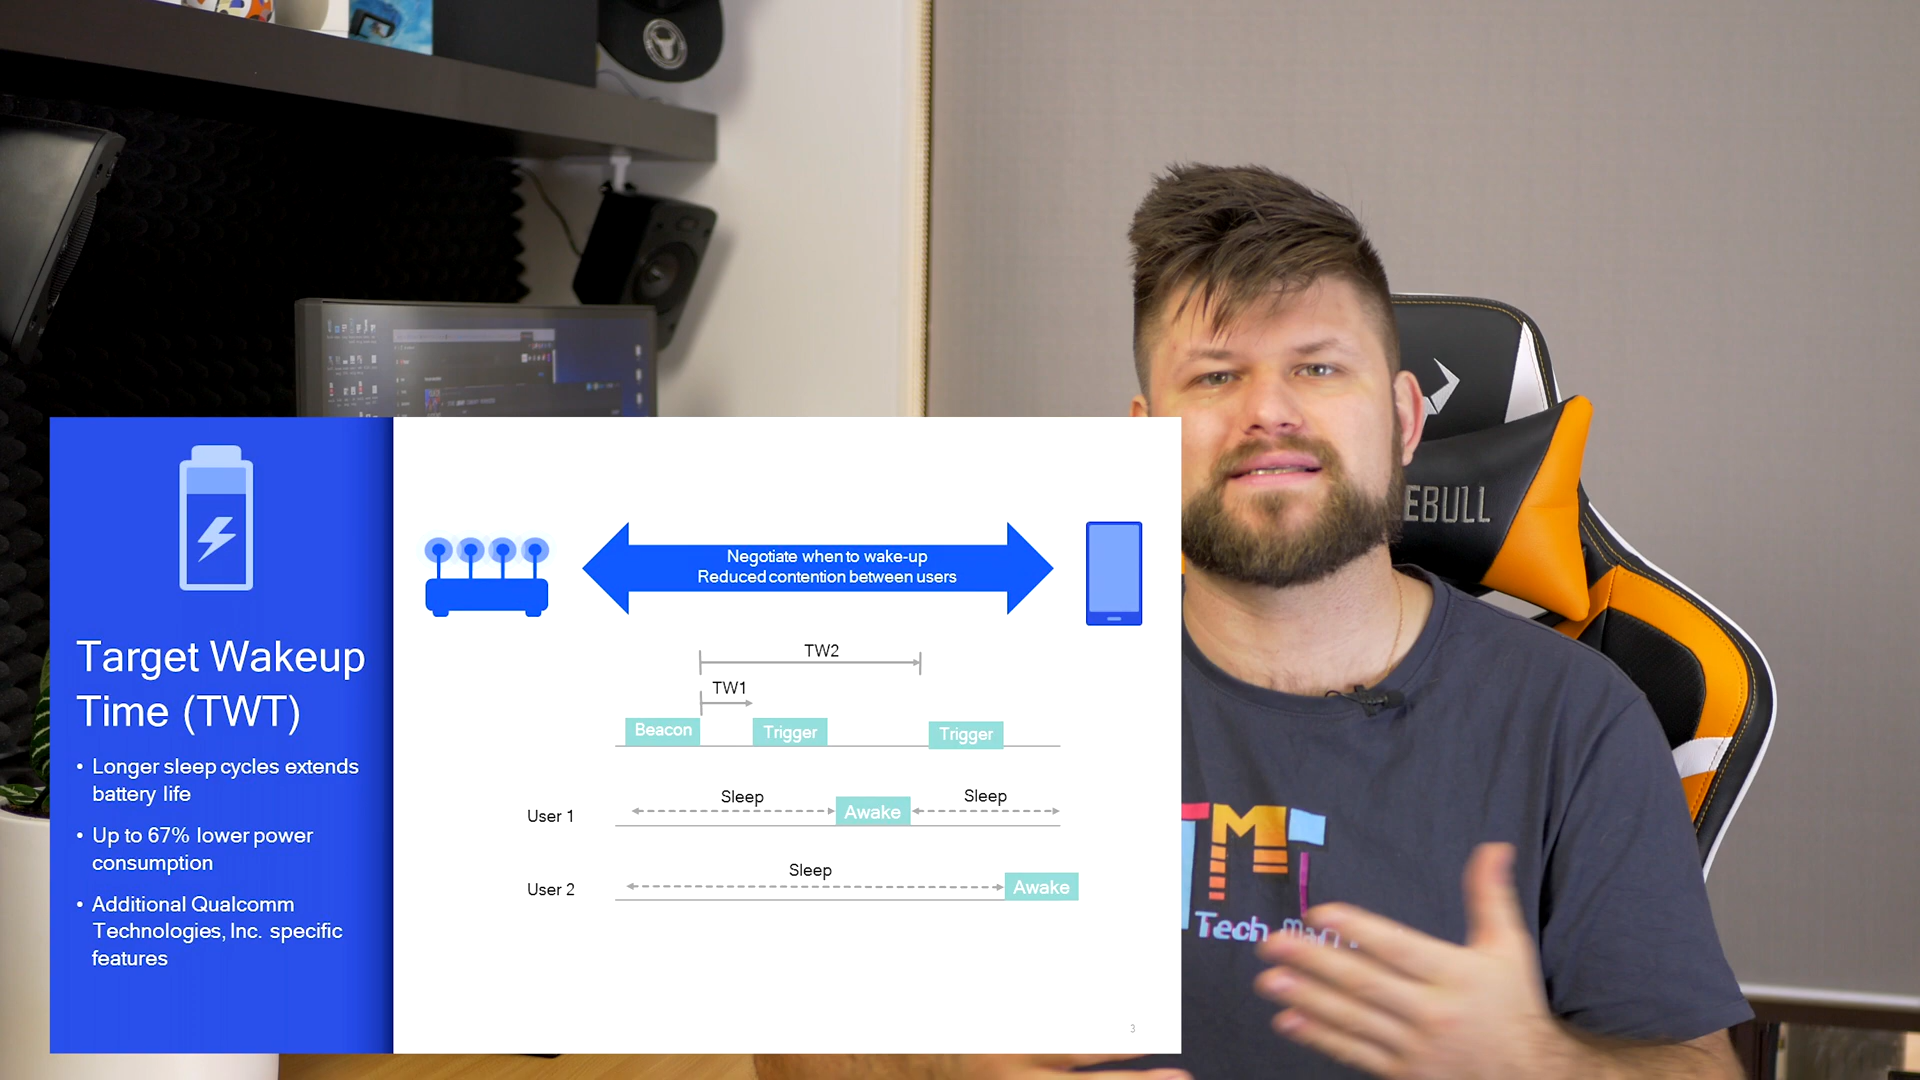 Target Wakeup
Time (TWT)
• Longer sleep cycles extends
battery life
• Up to 67% lower power
consumption
• Additional Qualcomm
Technologies, Inc. specific
features
Negotiate when to wake-up
Reduced contention between users
TW2
TW1
Beacon
Trigger
Trigger
User 1
Sleep
Awake
Sleep
User 2
Sleep
Awake
3
EBULL
TMT
Tech